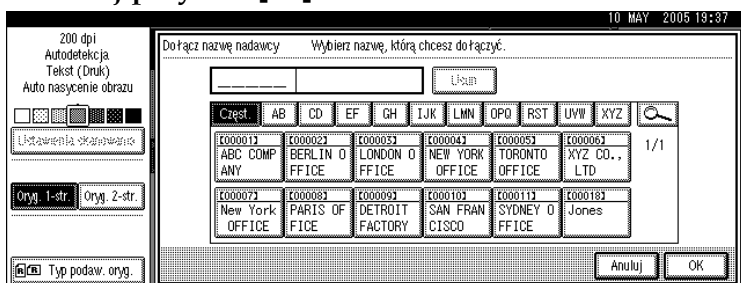 10 MAY 2005 19:37
200 dpi
Autodetekcja
Tekst (Druk)
Auto nasycenie obrazu
Ustawienia skanowania
Oryg. 1-str. Oryg. 2-str.
Typ podaw. oryg.
Dołącz nazwę nadawcy Wybierz nazwę, którą chcesz dołączyć.
_ _ _ _ _ Usuń
Częst. AB CD EF GH IJK LMN OPQ RST UVW XYZ
[00001] [00002] [00003] [00004] [00005] [00006]
ABC COMP BERLIN O LONDON O NEW YORK TORONTO XYZ CO.,
ANY FFICE FFICE OFFICE OFFICE LTD
1/1
[00007] [00008] [00009] [00010] [00011] [00018]
New York PARIS OF DETROIT SAN FRAN SYDNEY O Jones
OFFICE FICE FACTORY CISCO FFICE
Anuluj OK